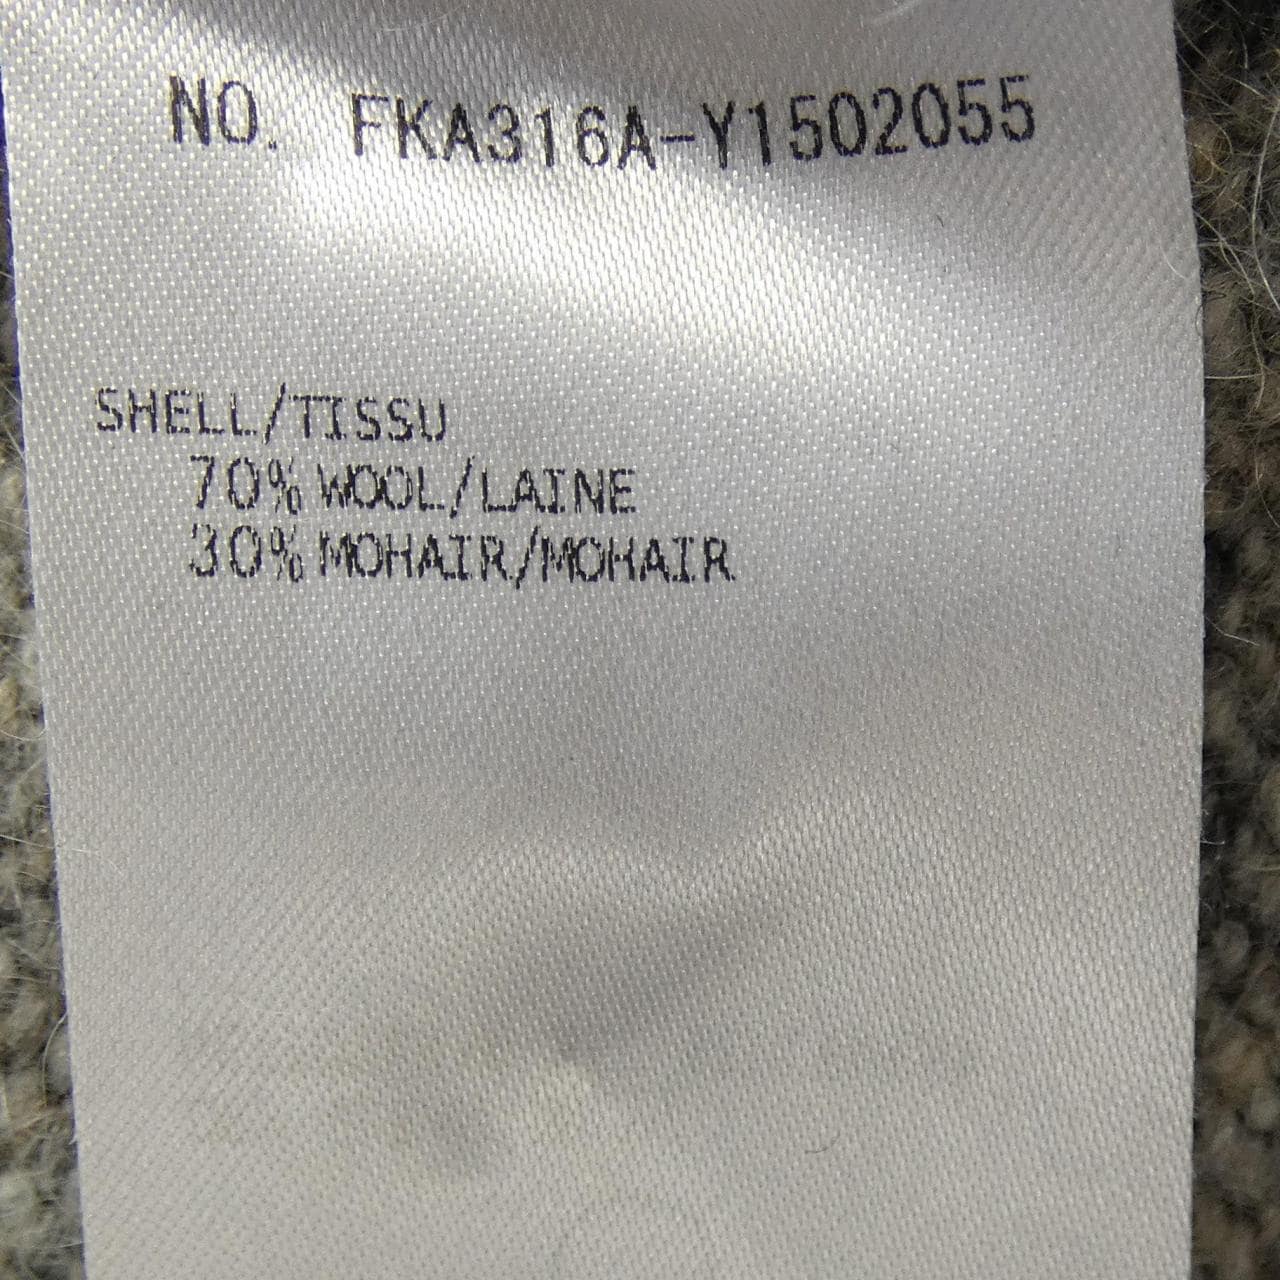 NO. FKA316A-Y1502055
SHELL/TISSU
70% WOOL/LAINE
30% MOHAIR/MOHAIR